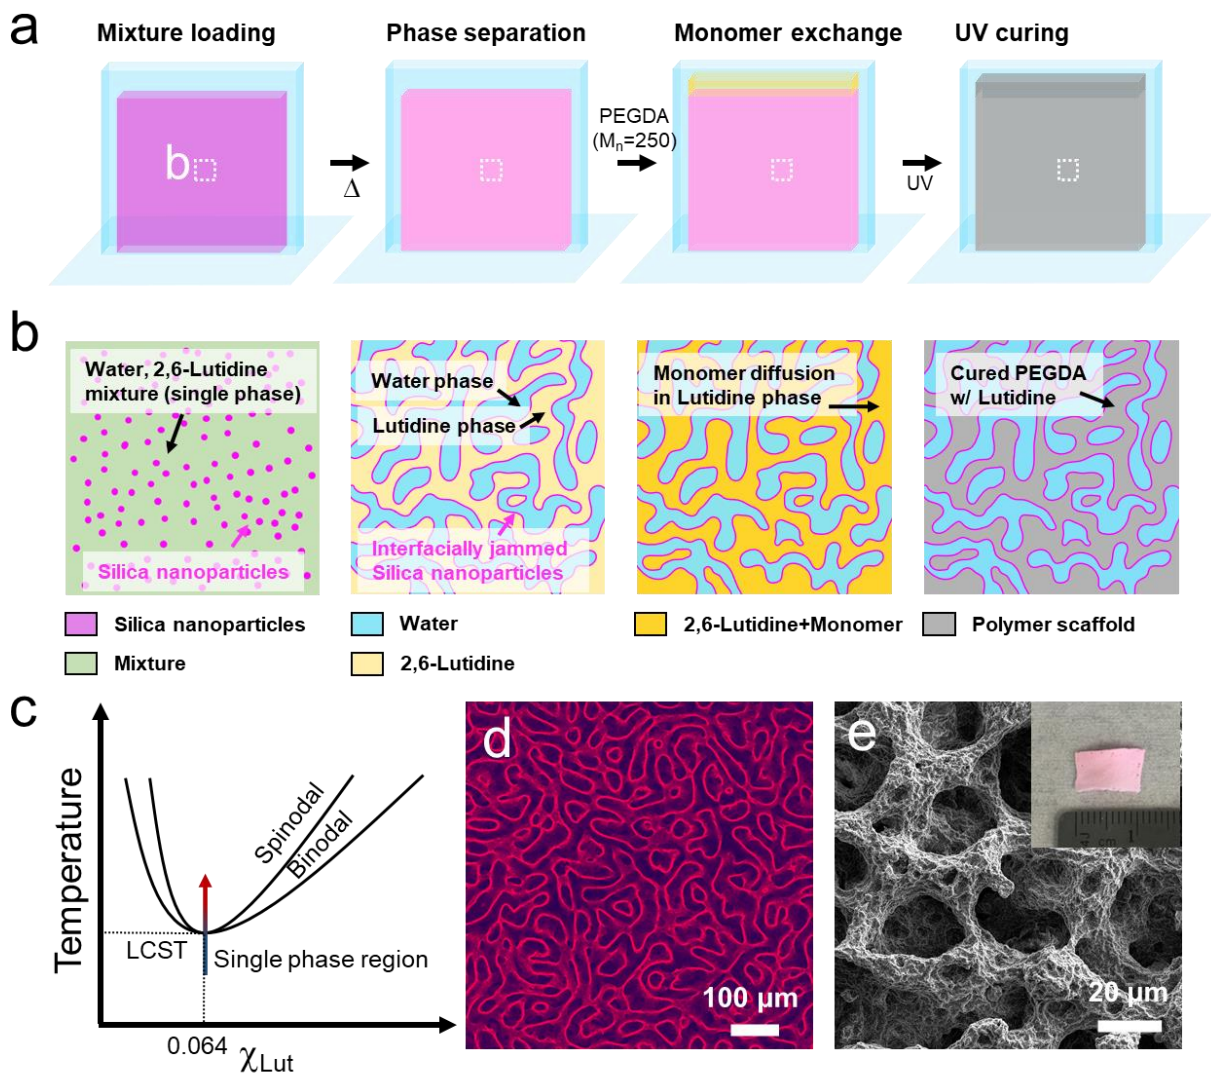 a
Mixture loading
Phase separation
Monomer exchange
UV curing
b
Δ
PEGDA
(Mn=250)
UV
b
Water, 2,6-Lutidine
mixture (single phase)
Silica nanoparticles
Water phase
Lutidine phase
Interfacially jammed
Silica nanoparticles
Monomer diffusion
in Lutidine phase
Cured PEGDA
w/ Lutidine
Silica nanoparticles
Mixture
Water
2,6-Lutidine
2,6-Lutidine+Monomer
Polymer scaffold
c
Temperature
Spinodal
Binodal
LCST
Single phase region
0.064
χLut
d
100 µm
e
cm
1
20 µm